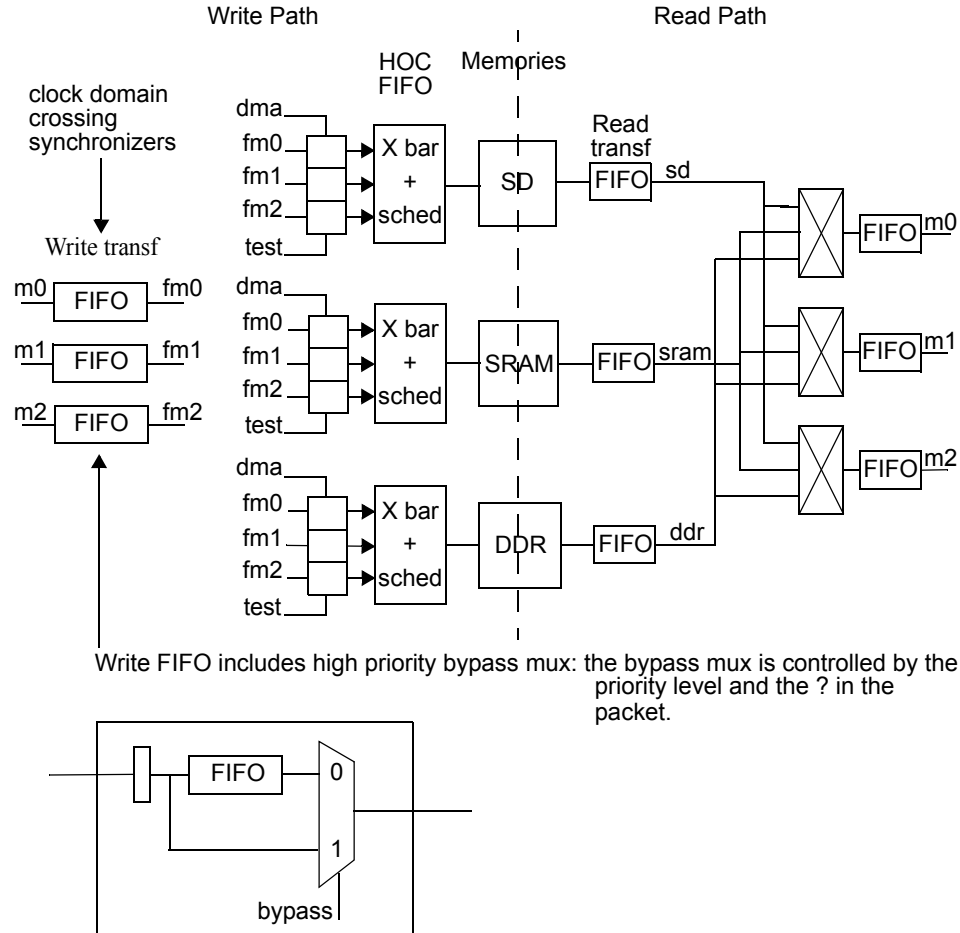 Write Path
Read Path
HOC
FIFO
Memories
clock domain
crossing
synchronizers
Write transf
m0
FIFO
fm0
m1
FIFO
fm1
m2
FIFO
fm2
dma
fm0
fm1
fm2
test
X bar
+
sched
SD
Read
transf
FIFO
sd
dma
fm0
fm1
fm2
test
X bar
+
sched
SRAM
FIFO
sram
dma
fm0
fm1
fm2
test
X bar
+
sched
DDR
FIFO
ddr
FIFO
m0
FIFO
m1
FIFO
m2
Write FIFO includes high priority bypass mux: the bypass mux is controlled by the
priority level and the ? in the
packet.
FIFO
0
1
bypass